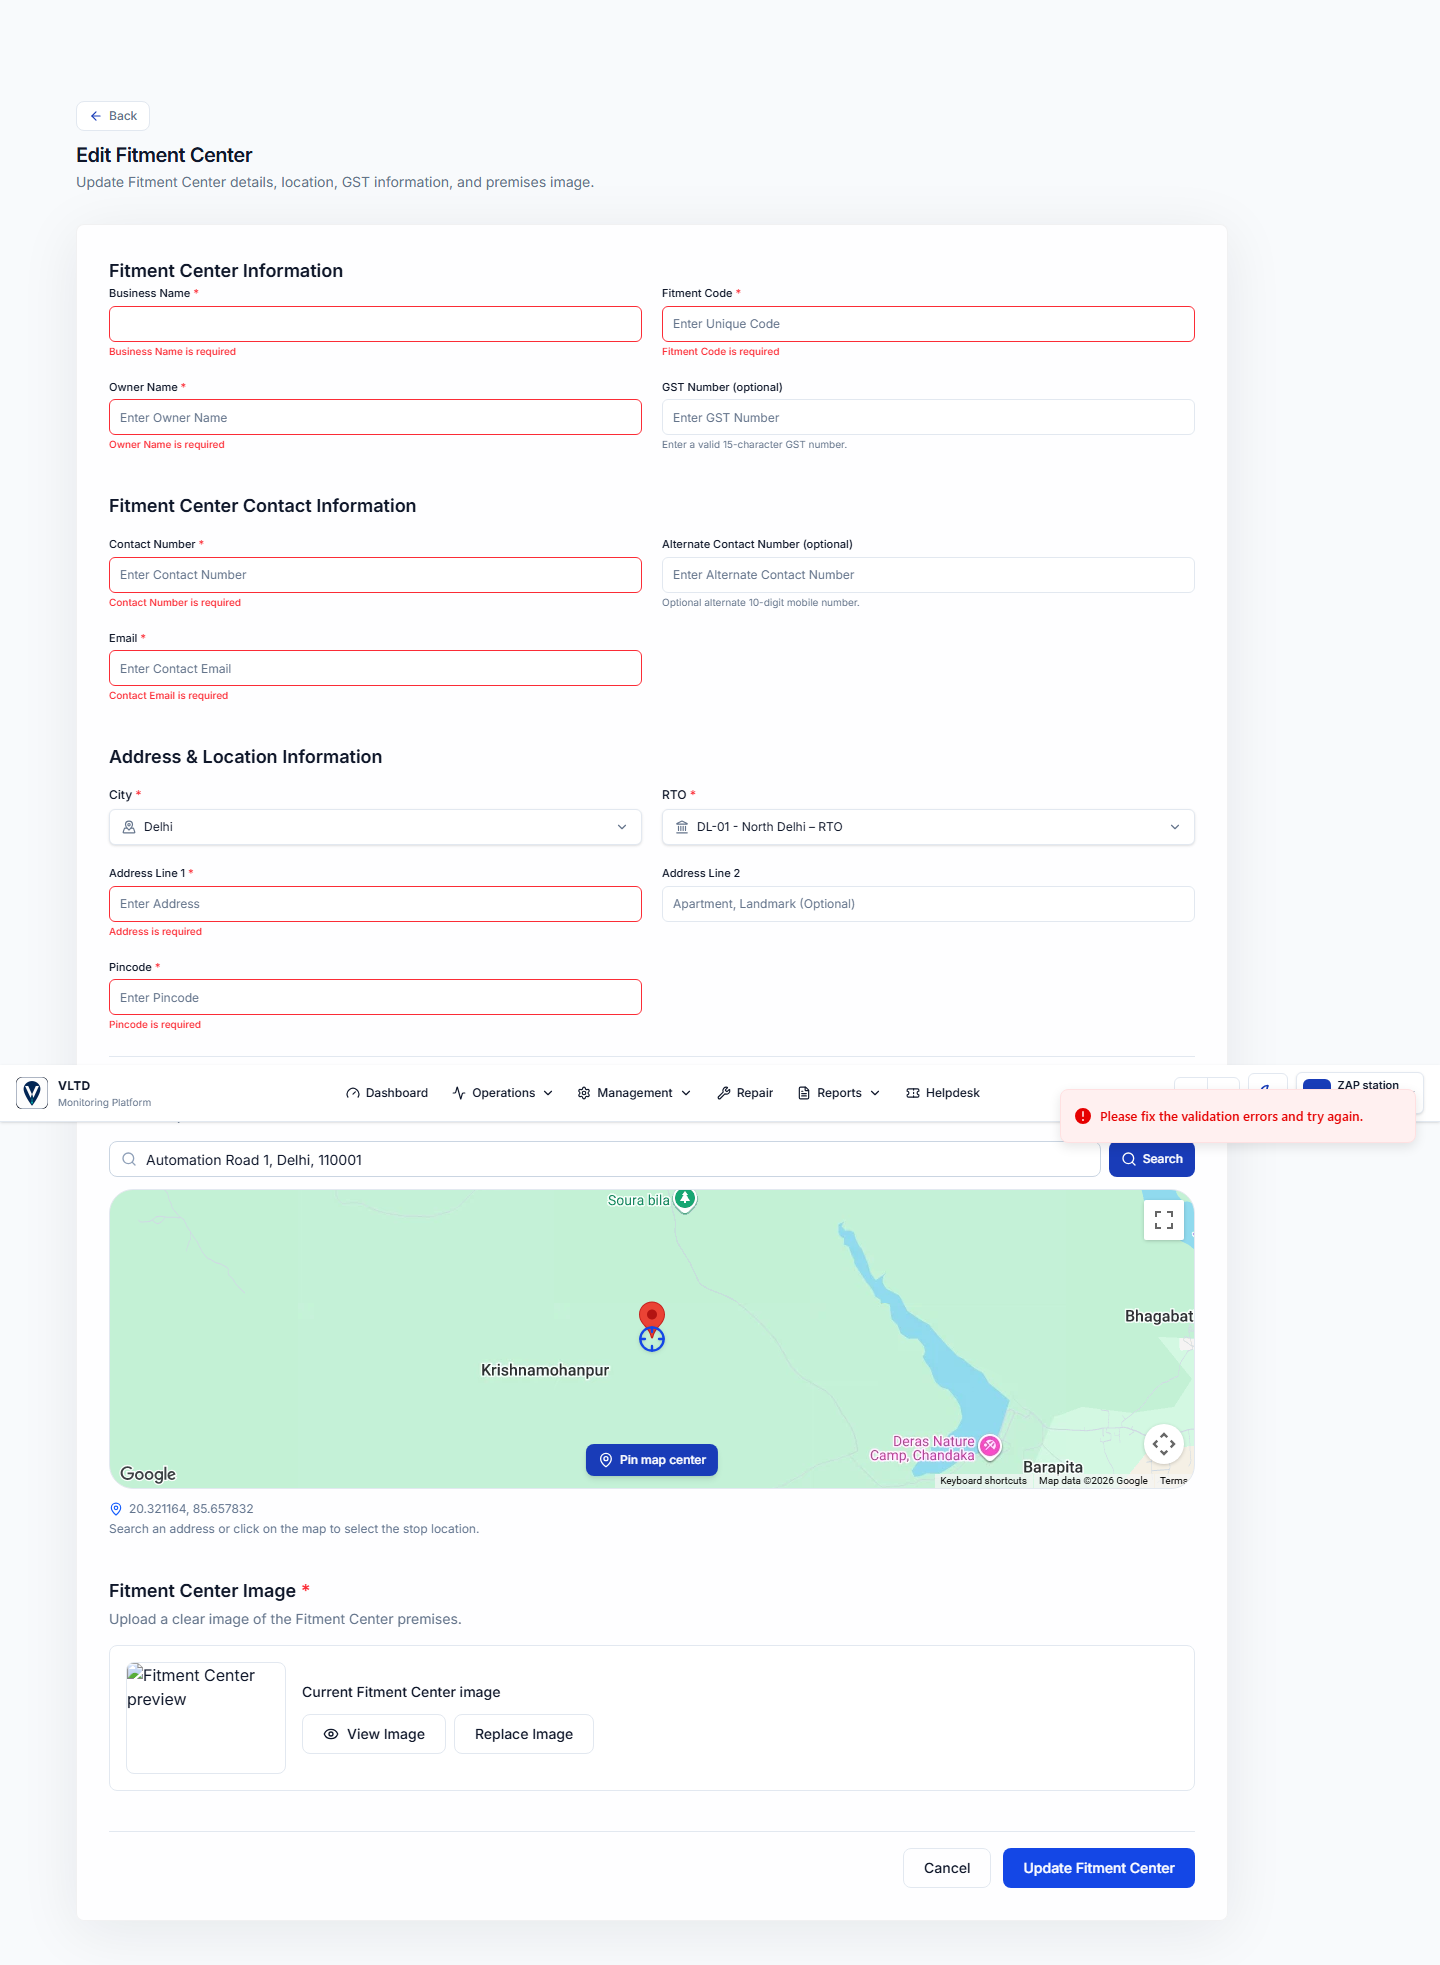 Back
Edit Fitment Center
Update Fitment Center details, location, GST information, and premises image.
Fitment Center Information
Business Name *
Fitment Code *
Enter Unique Code
Business Name is required
Fitment Code is required
Owner Name *
GST Number (optional)
Enter Owner Name
Enter GST Number
Owner Name is required
Enter a valid 15-character GST number.
Fitment Center Contact Information
Contact Number *
Alternate Contact Number (optional)
Enter Contact Number
Enter Alternate Contact Number
Contact Number is required
Optional alternate 10-digit mobile number.
Email *
Enter Contact Email
Contact Email is required
Address & Location Information
City *
RTO *
Delhi
DL-01 - North Delhi – RTO
Address Line 1 *
Address Line 2
Enter Address
Apartment, Landmark (Optional)
Address is required
Pincode *
Enter Pincode
Pincode is required
VLTD
Monitoring Platform
Dashboard
Operations
Management
Repair
Reports
Helpdesk
ZAP station
Please fix the validation errors and try again.
Automation Road 1, Delhi, 110001
Search
Soura bila
Bhagabat
Krishnamohanpur
Deras Nature
Camp, Chandaka
Barapita
Pin map center
Google
Keyboard shortcuts
Map data ©2026 Google
Terms
20.321164, 85.657832
Search an address or click on the map to select the stop location.
Fitment Center Image *
Upload a clear image of the Fitment Center premises.
Fitment Center
preview
Current Fitment Center image
View Image
Replace Image
Cancel
Update Fitment Center